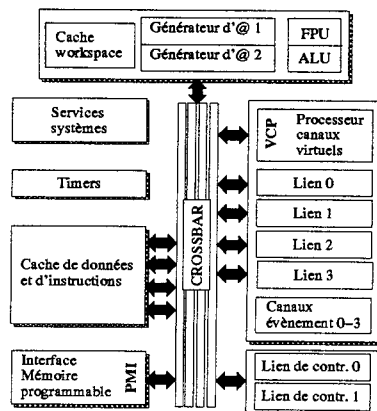 Cache
workspace
Générateur d'@ 1
Générateur d'@ 2
FPU
ALU
Services
systèmes
Timers
Cache de données
et d'instructions
Interface
Mémoire
programmable
PMI
CROSSBAR
VCP
Processeur
canaux
virtuels
Lien 0
Lien 1
Lien 2
Lien 3
Canaux
évènement 0–3
Lien de contr. 0
Lien de contr. 1